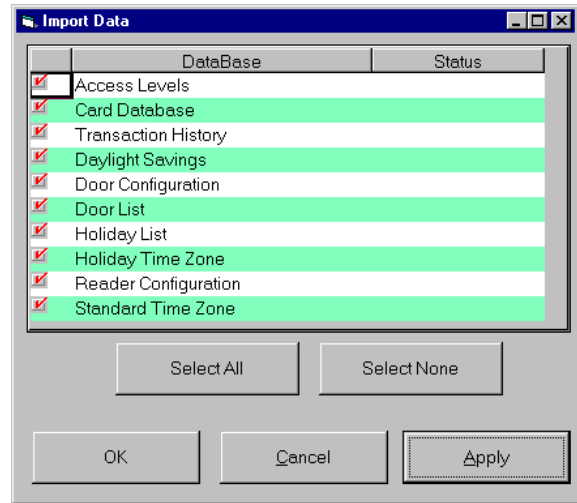 Import Data
DataBase Status
Access Levels
Card Database
Transaction History
Daylight Savings
Door Configuration
Door List
Holiday List
Holiday Time Zone
Reader Configuration
Standard Time Zone
Select All Select None
OK Cancel Apply